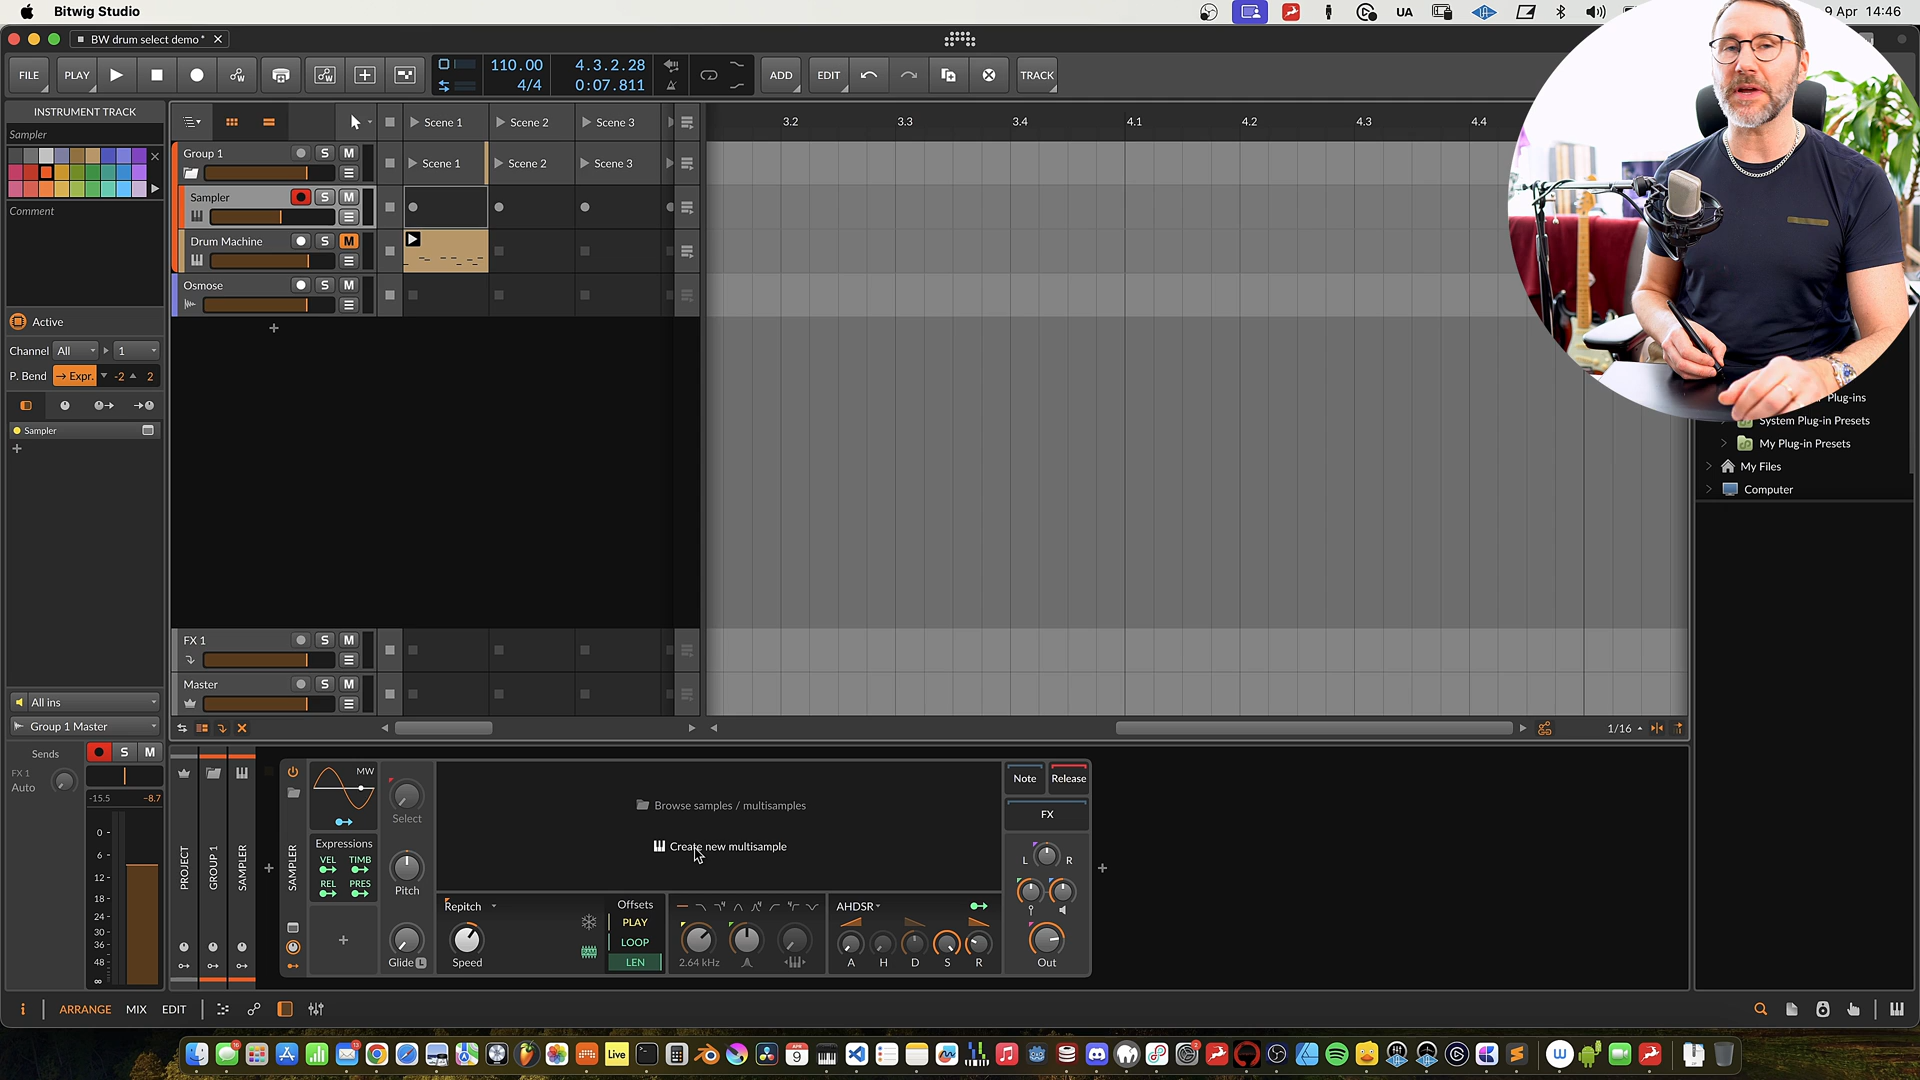 Bitwig Studio
UA
9 Apr 14:46
BW drum select demo*
FILE
PLAY
110.00
4/4
4.3.2.28
0:07.811
ADD
EDIT
TRACK
INSTRUMENT TRACK
Sampler
Comment
Active
Channel All 1
P. Bend → Expr. -2 2
Sampler
All ins
Group 1 Master
Sends
S M
FX 1
Auto
-15.5 -8.7
0
6
12
18
24
30
36
48
∞
Scene 1 Scene 2 Scene 3
Group 1 S M
Scene 1 Scene 2 Scene 3
Sampler S M
Drum Machine S M
Osmose S M
FX 1 S M
Master S M
3.2 3.3 3.4 4.1 4.2 4.3 4.4
1/16
Plug-ins
System Plug-in Presets
My Plug-in Presets
My Files
Computer
PROJECT
GROUP 1
SAMPLER
SAMPLER
MW
Expressions
VEL TIMB
REL PRES
Select
Pitch
Glide L
Browse samples / multisamples
Create new multisample
Repitch
Speed
Offsets
PLAY
LOOP
LEN
2.64 kHz
AHDSR
A H D S R
Note Release
FX
L R
Out
i ARRANGE MIX EDIT
Live
9